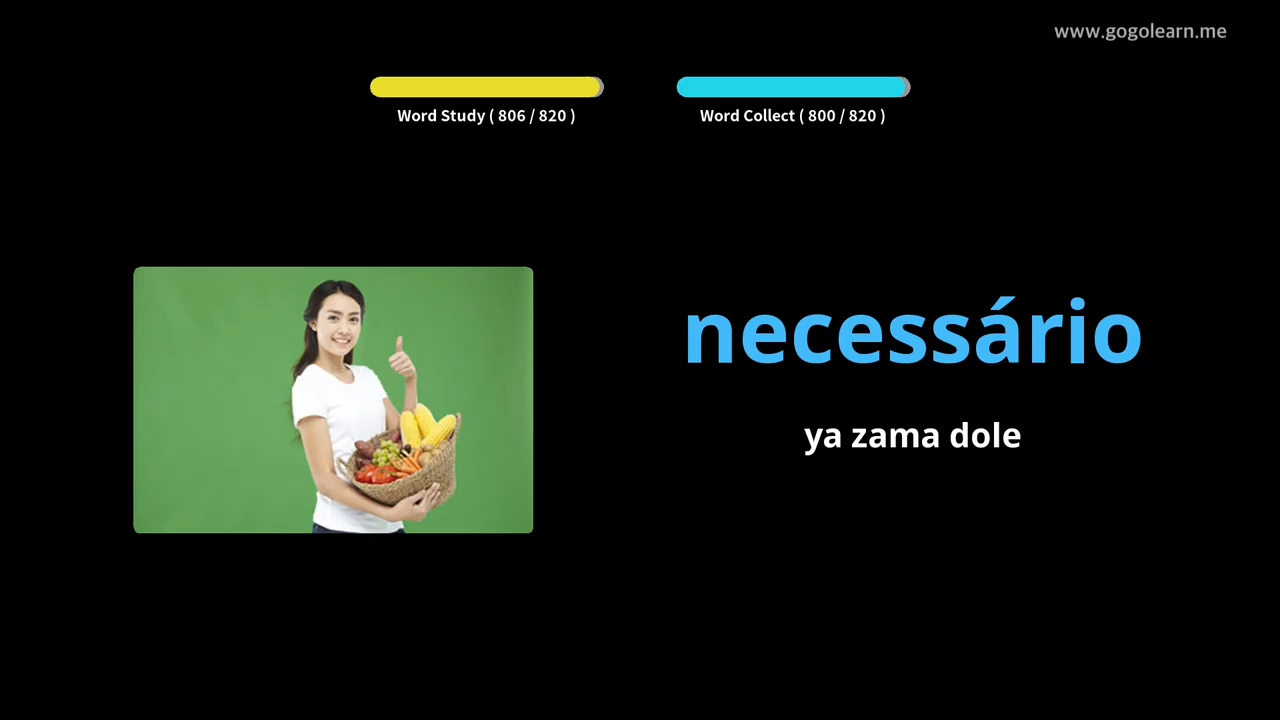 www.gogolearn.me
Word Study ( 806 / 820 )
Word Collect ( 800 / 820 )
necessário
ya zama dole